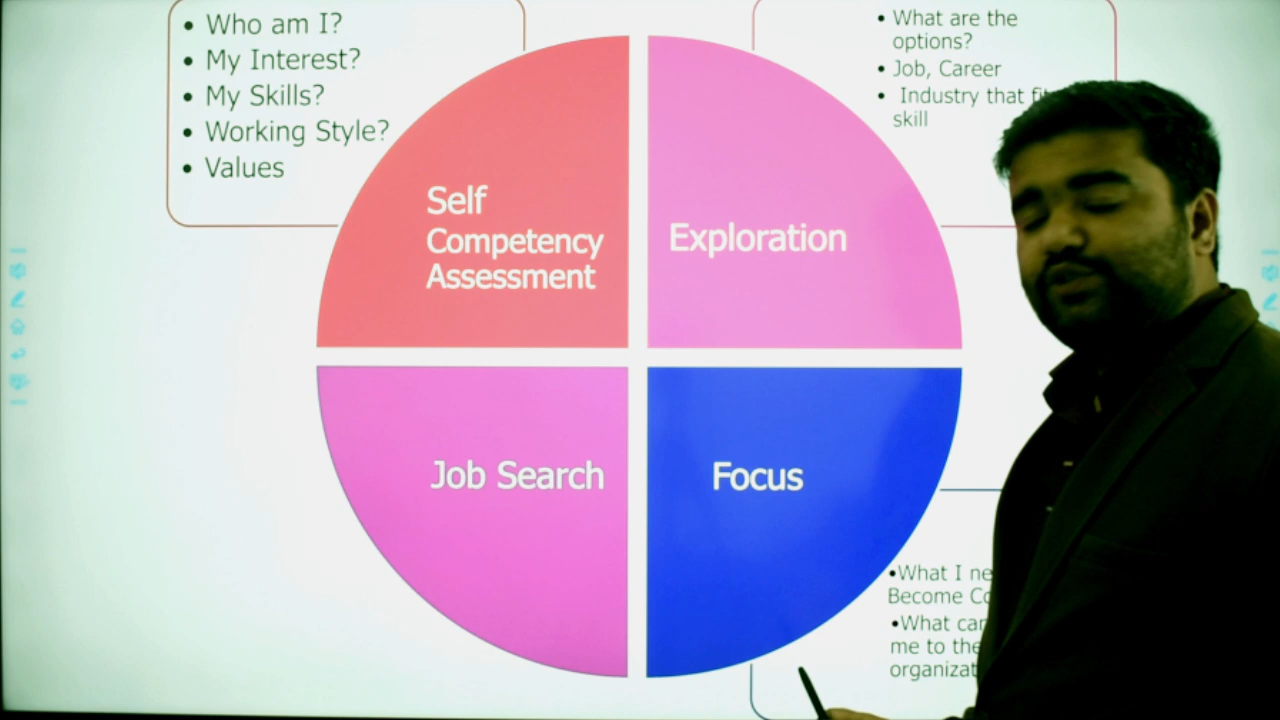 • Who am I?
• My Interest?
• My Skills?
• Working Style?
• Values
• What are the
options?
• Job, Career
• Industry that
skill
Self
Competency
Assessment
Exploration
Job Search
Focus
•What I
Become
•What
me to the